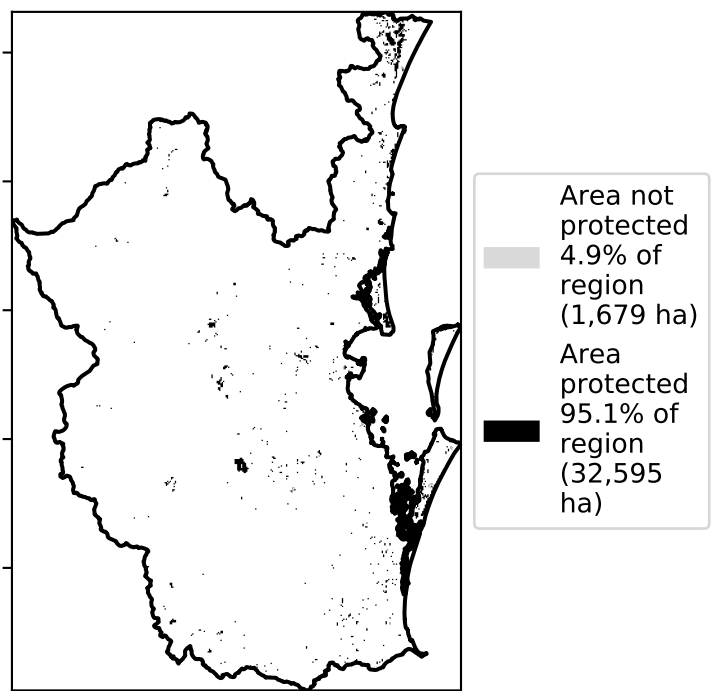 Area not
protected
4.9% of
region
(1,679 ha)
Area
protected
95.1% of
region
(32,595
ha)